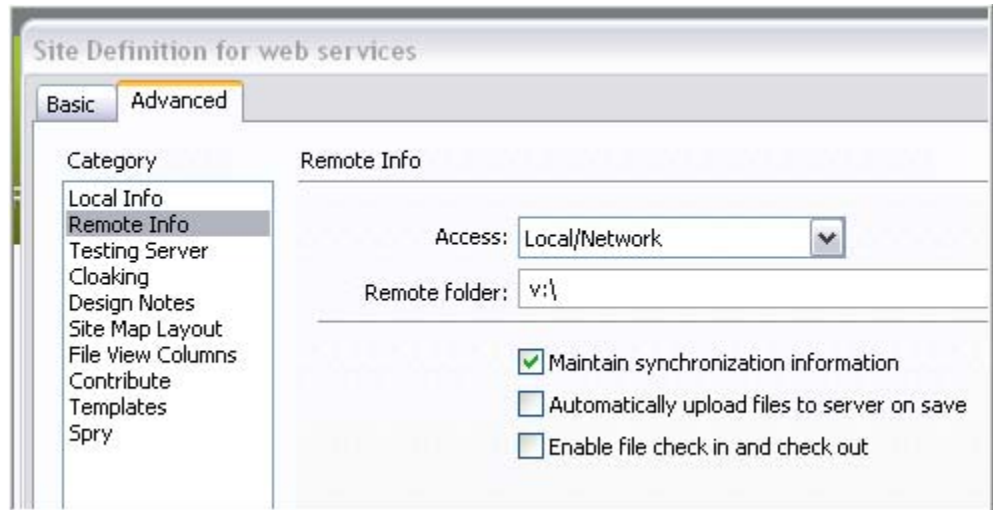 Site Definition for web services
Basic Advanced
Category
Local Info
Remote Info
Testing Server
Cloaking
Design Notes
Site Map Layout
File View Columns
Contribute
Templates
Spry
Remote Info
Access: Local/Network
Remote folder: v:\
Maintain synchronization information
Automatically upload files to server on save
Enable file check in and check out